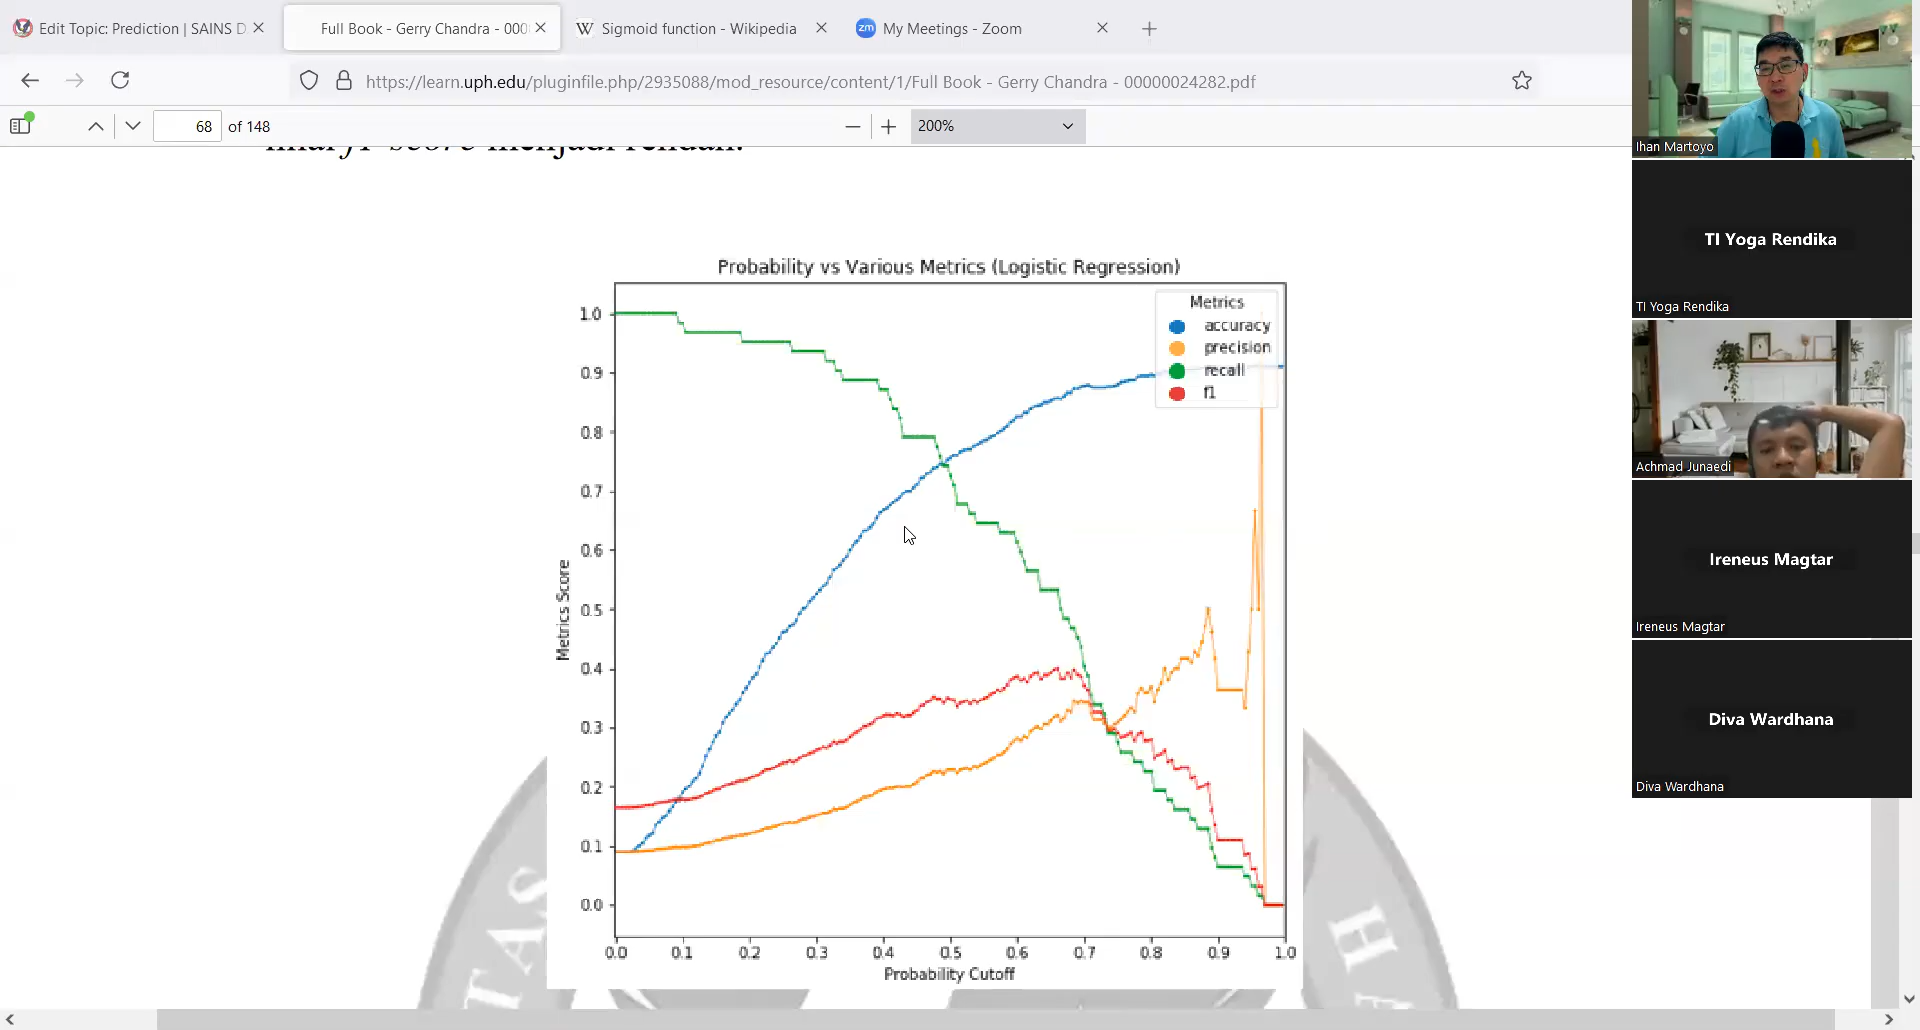 Edit Topic: Prediction | SAINS D
Full Book - Gerry Chandra - 000
W Sigmoid function - Wikipedia
zm My Meetings - Zoom
https://learn.uph.edu/pluginfile.php/2935088/mod_resource/content/1/Full Book - Gerry Chandra - 00000024282.pdf
68 of 148
200%
menjadi rendah.
Probability vs Various Metrics (Logistic Regression)
Metrics
accuracy
precision
recall
f1
1.0
0.9
0.8
0.7
0.6
0.5
0.4
0.3
0.2
0.1
0.0
Metrics Score
0.0 0.1 0.2 0.3 0.4 0.5 0.6 0.7 0.8 0.9 1.0
Probability Cutoff
TAS
H
Ihan Martoyo
TI Yoga Rendika
TI Yoga Rendika
Achmad Junaedi
Ireneus Magtar
Ireneus Magtar
Diva Wardhana
Diva Wardhana